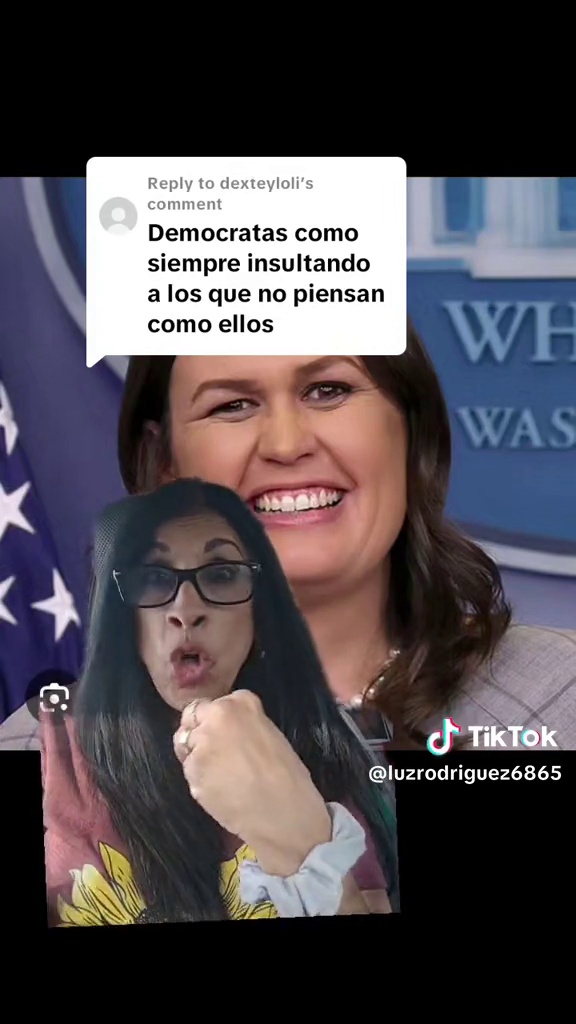 Reply to dexteyloli's
comment
Democratas como
siempre insultando
a los que no piensan
como ellos
WH
WAS
TikTok
@luzrodriguez6865